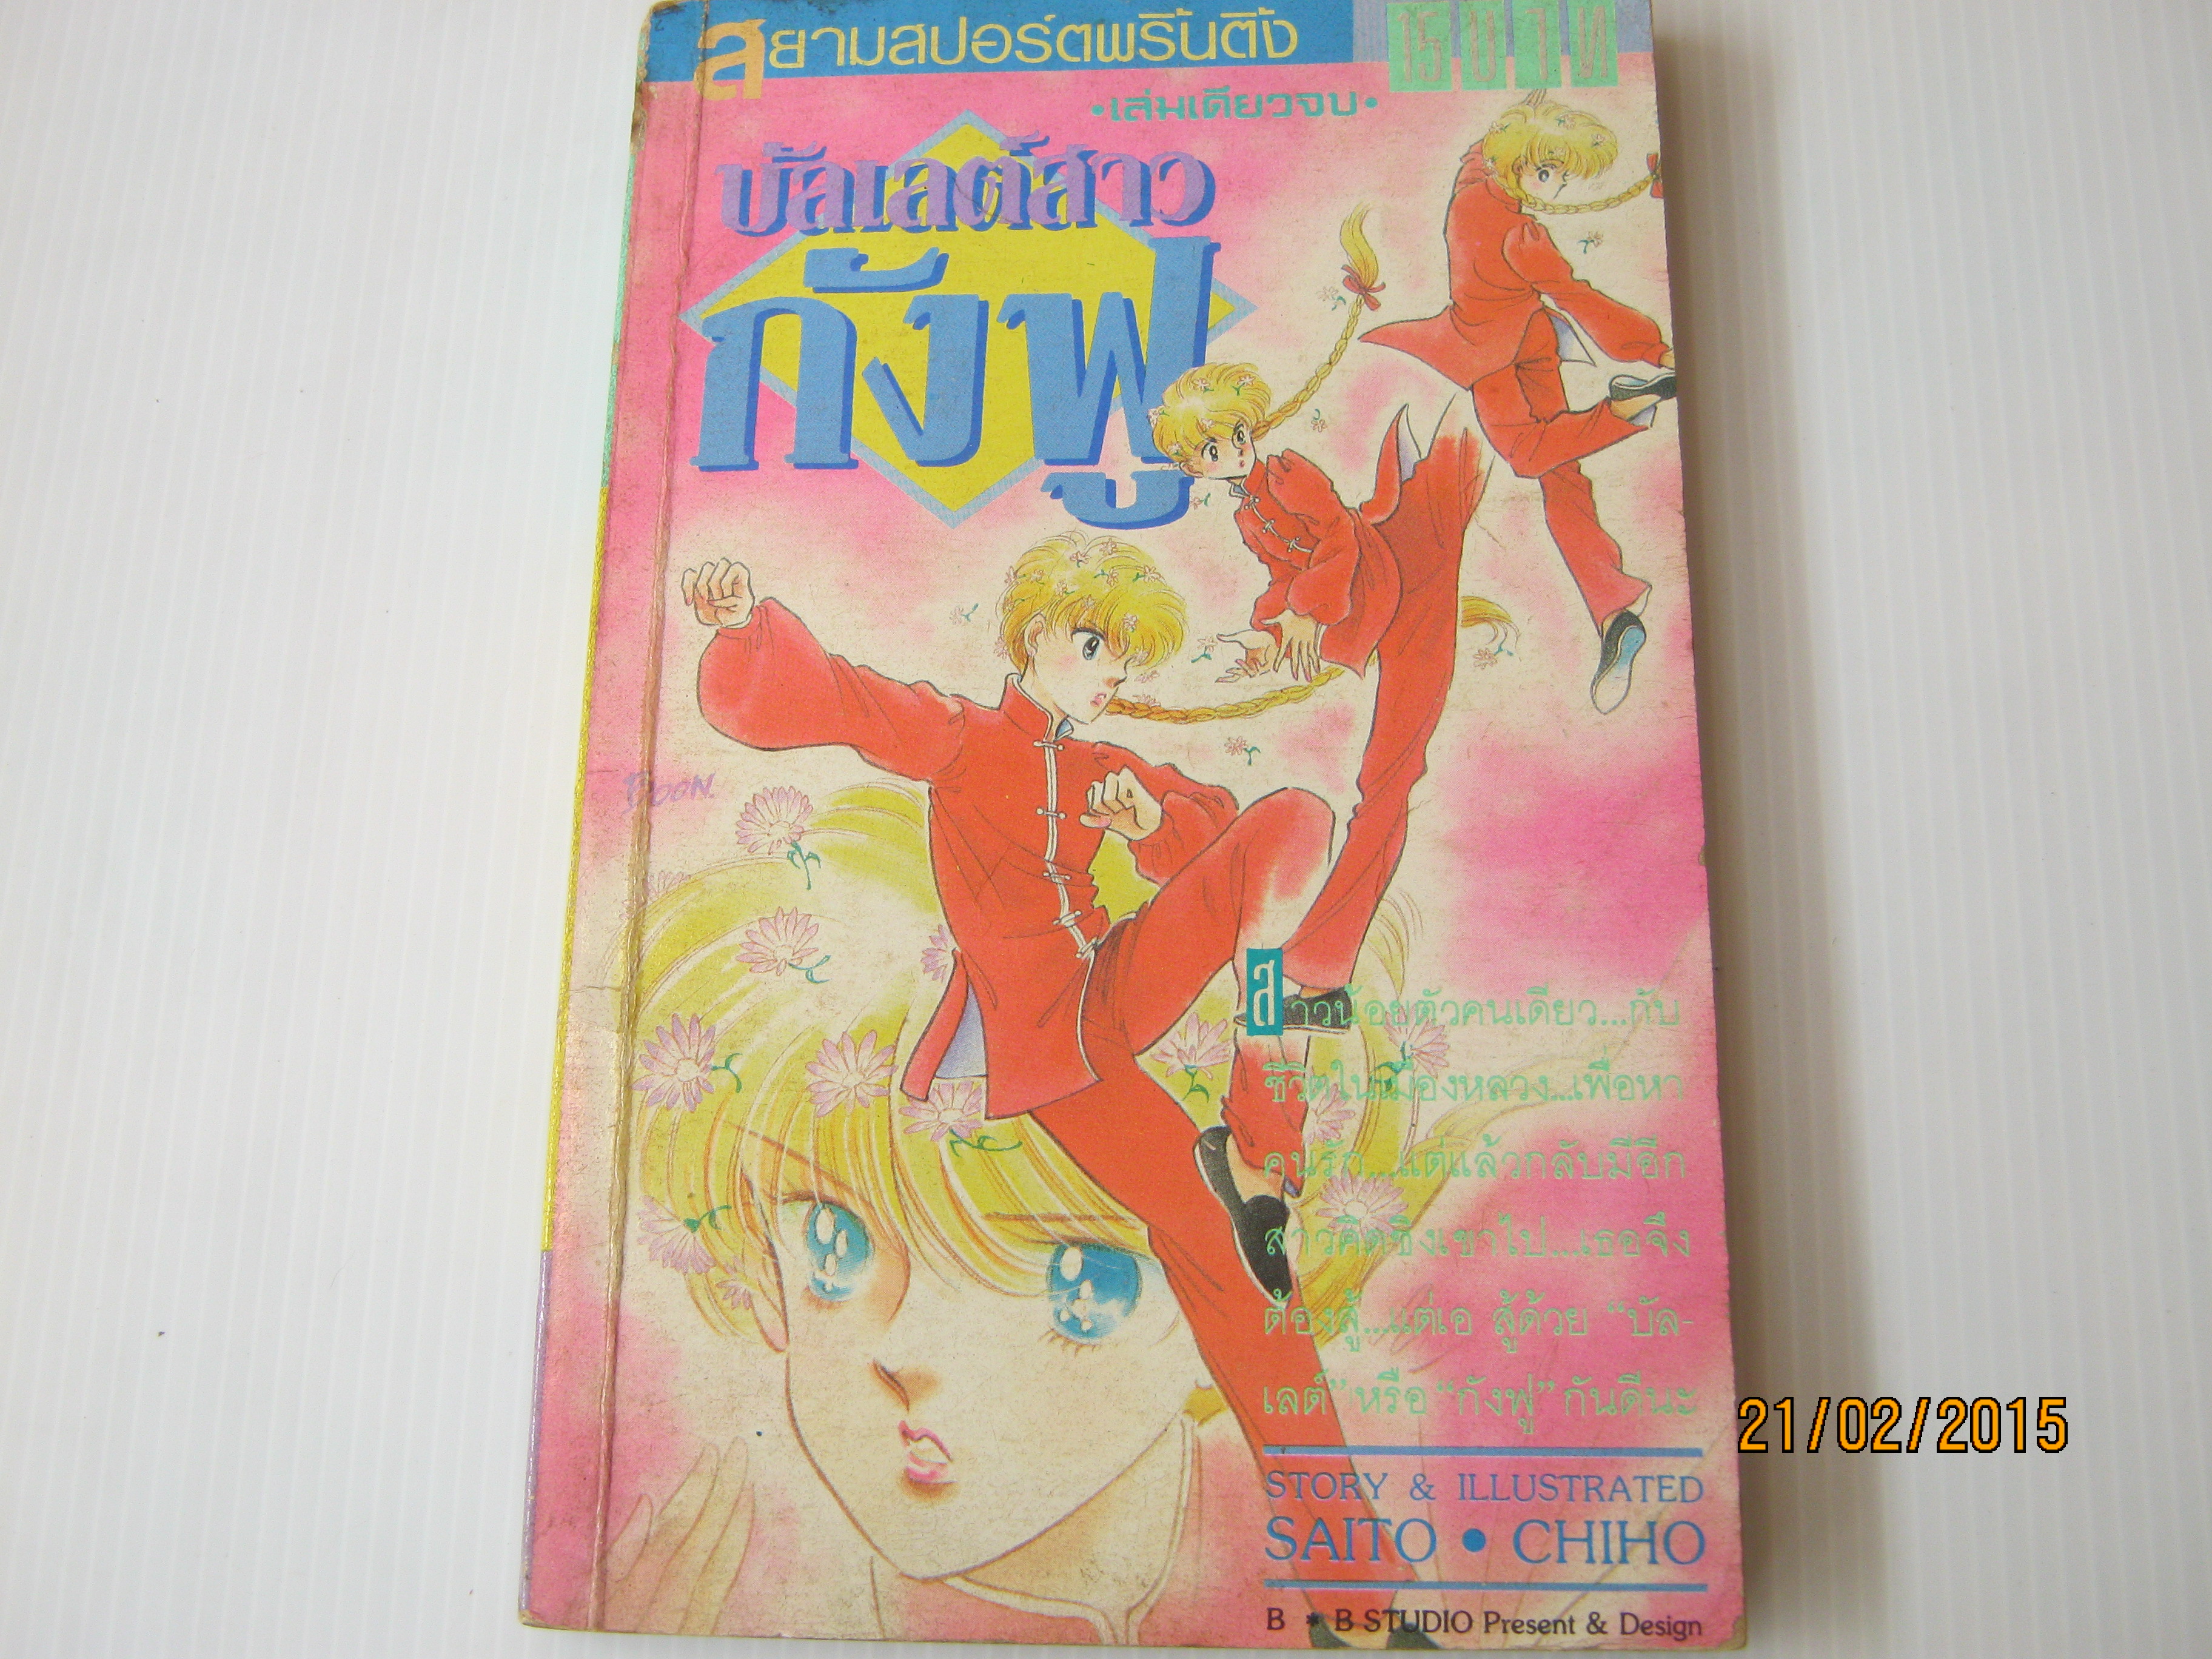 สยามสปอร์ตพริ้นติ้ง
15 บาท
•เล่มเดียวจบ•
บัลเลต์สาว
กังฟู
BOON.
สาวน้อยตัวคนเดียว...กับ
ชีวิตในเมืองหลวง...เพื่อหา
คนรัก....แต่แล้วกลับมีอีก
สาวคิดชิงเขาไป....เธอจึง
ต้องสู้...แต่เอ สู้ด้วย “บัล-
เลต์” หรือ “กังฟู” กันดีนะ
STORY & ILLUSTRATED
SAITO • CHIHO
B * B STUDIO Present & Design
21/02/2015